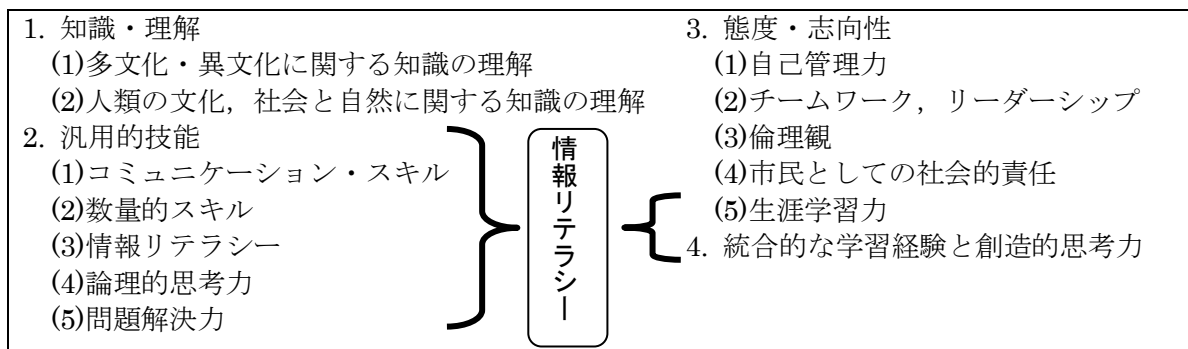 1. 知識・理解
(1)多文化・異文化に関する知識の理解
(2)人類の文化，社会と自然に関する知識の理解
2. 汎用的技能
(1)コミュニケーション・スキル
(2)数量的スキル
(3)情報リテラシー
(4)論理的思考力
(5)問題解決力
情報リテラシー
3. 態度・志向性
(1)自己管理力
(2)チームワーク，リーダーシップ
(3)倫理観
(4)市民としての社会的責任
(5)生涯学習力
4. 統合的な学習経験と創造的思考力